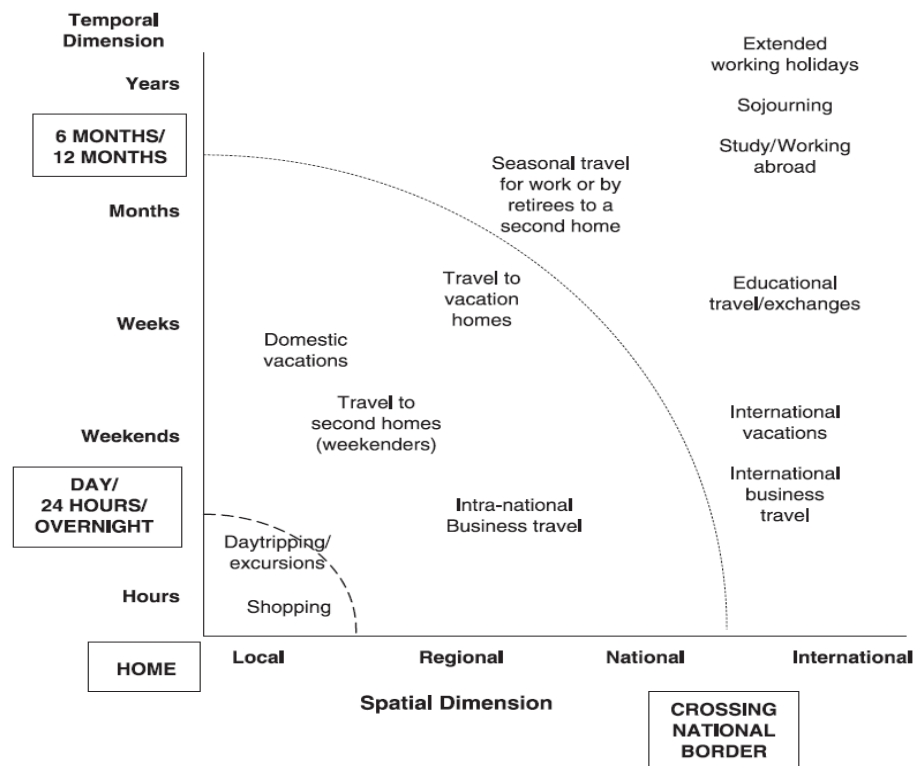 Temporal
Dimension
Years
6 MONTHS/
12 MONTHS
Months
Weeks
Weekends
DAY/
24 HOURS/
OVERNIGHT
Hours
HOME
Extended
working holidays
Sojourning
Study/Working
abroad
Seasonal travel
for work or by
retirees to a
second home
Travel to
vacation
homes
Educational
travel/exchanges
Domestic
vacations
Travel to
second homes
(weekenders)
International
vacations
International
business
travel
Intra-national
Business travel
Daytripping/
excursions
Shopping
Local
Regional
National
International
Spatial Dimension
CROSSING
NATIONAL
BORDER